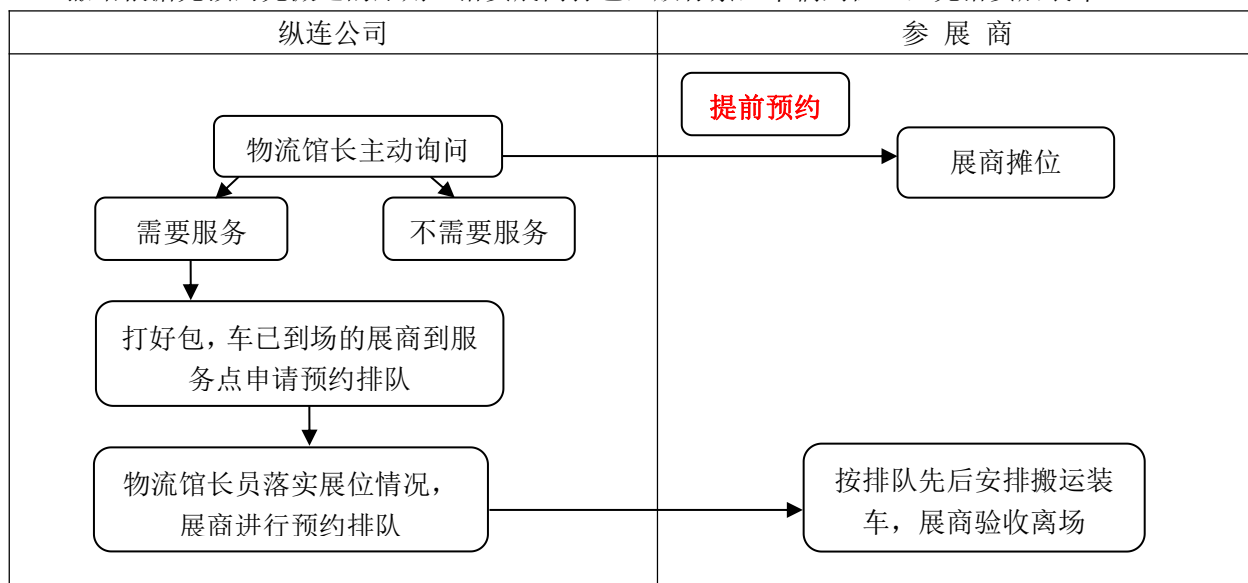 纵连公司
参 展 商
提前预约
物流馆长主动询问
展商摊位
需要服务
不需要服务
打好包，车已到场的展商到服
务点申请预约排队
物流馆长员落实展位情况，
展商进行预约排队
按排队先后安排搬运装
车，展商验收离场